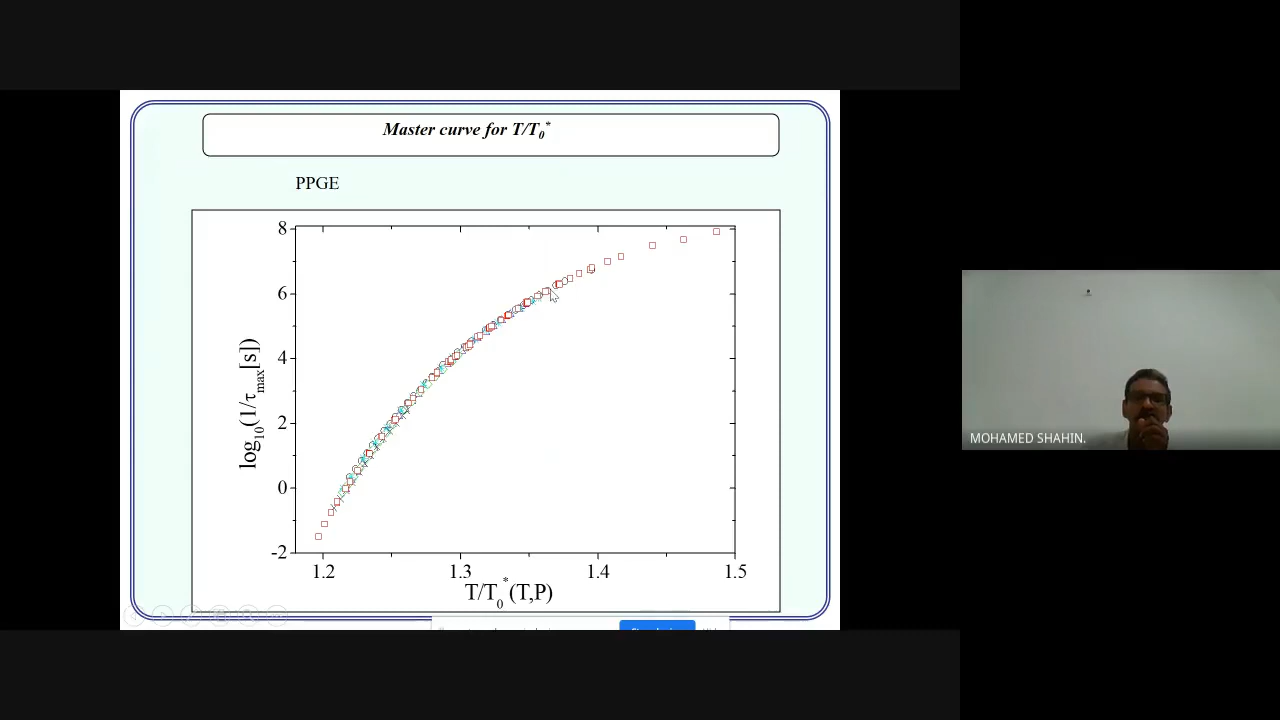 Master curve for T/T₀*
PPGE
8
6
4
2
0
-2
log₁₀(1/τₘₐₓ[s])
1.2 1.3 1.4 1.5
T/T₀*(T,P)
MOHAMED SHAHIN.